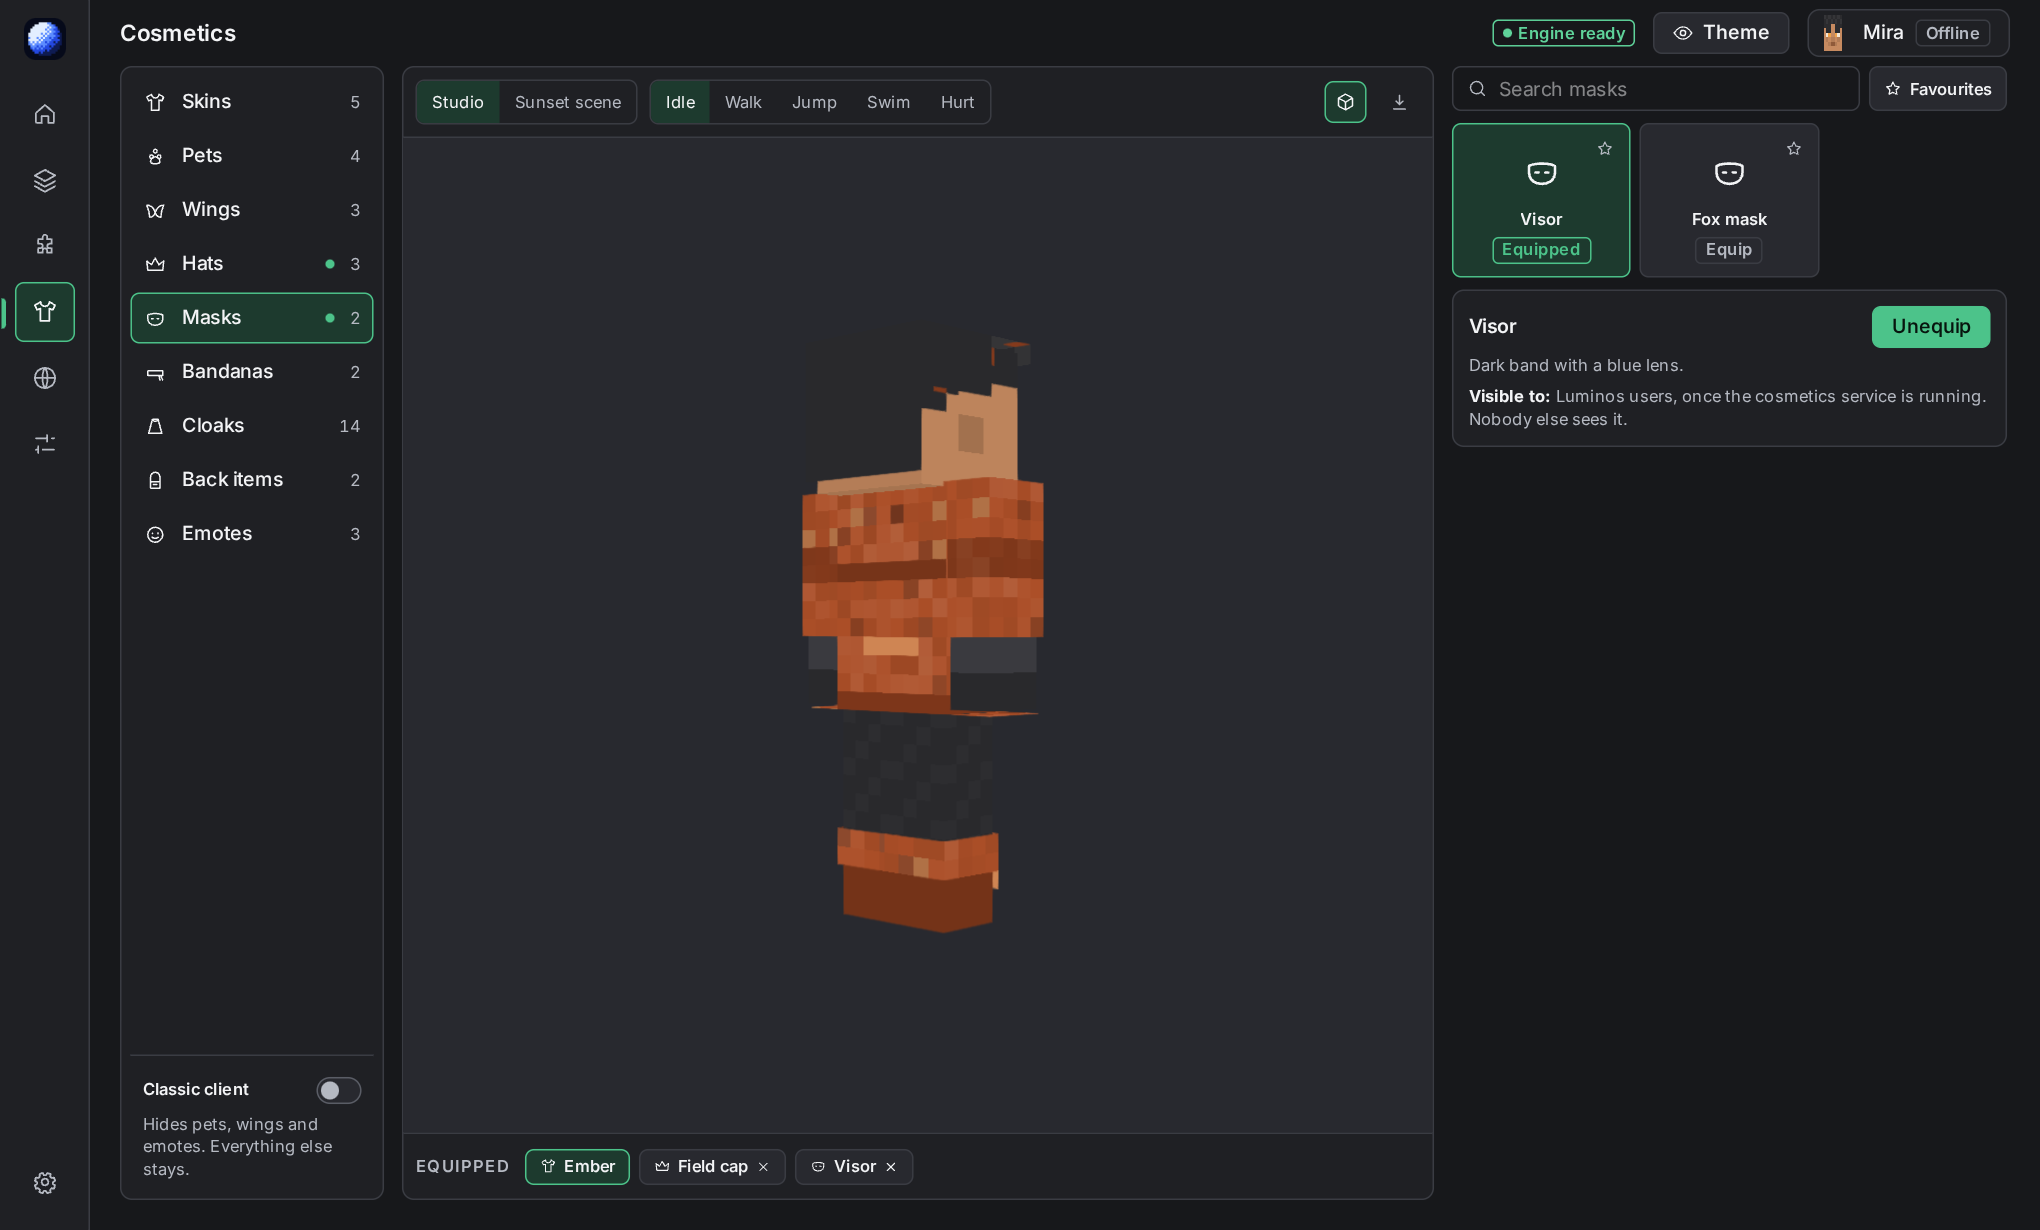 Cosmetics
Engine ready
Theme
Mira
Offline
Skins 5
Pets 4
Wings 3
Hats 3
Masks 2
Bandanas 2
Cloaks 14
Back items 2
Emotes 3
Classic client
Hides pets, wings and
emotes. Everything else
stays.
Studio Sunset scene
Idle Walk Jump Swim Hurt
EQUIPPED Ember Field cap Visor
Search masks
Favourites
Visor
Equipped
Fox mask
Equip
Visor
Unequip
Dark band with a blue lens.
Visible to: Luminos users, once the cosmetics service is running.
Nobody else sees it.